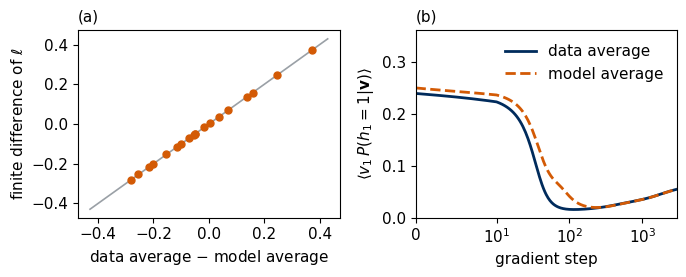 (a)
finite difference of ℓ
0.4
0.2
0.0
−0.2
−0.4
−0.4 −0.2 0.0 0.2 0.4
data average − model average
(b)
⟨v₁ P(h₁ = 1|v)⟩
0.3
0.2
0.1
0.0
data average
model average
0 10¹ 10² 10³
gradient step